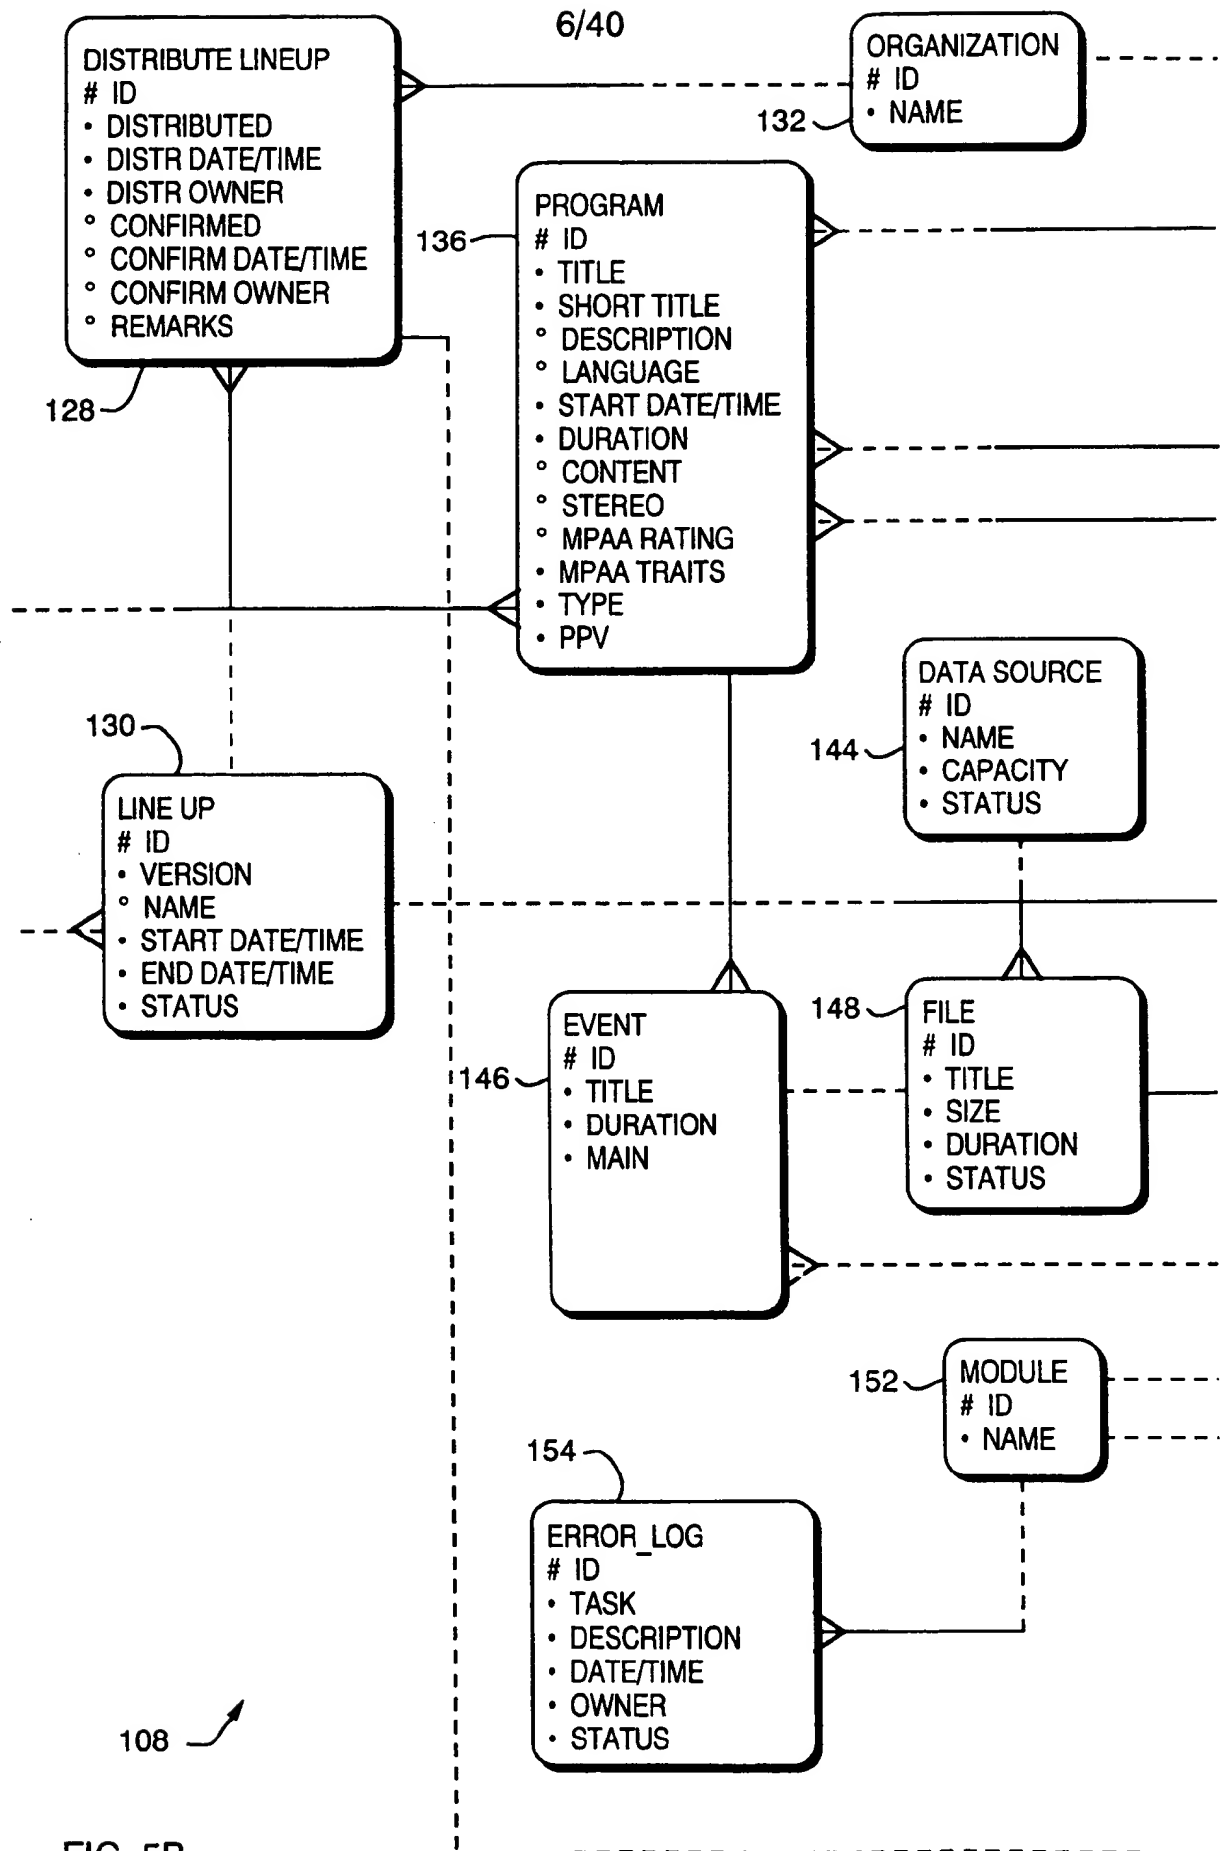 6/40
DISTRIBUTE LINEUP
# ID
• DISTRIBUTED
• DISTR DATE/TIME
• DISTR OWNER
° CONFIRMED
° CONFIRM DATE/TIME
° CONFIRM OWNER
° REMARKS
128
ORGANIZATION
# ID
• NAME
132
PROGRAM
# ID
• TITLE
• SHORT TITLE
° DESCRIPTION
° LANGUAGE
• START DATE/TIME
• DURATION
° CONTENT
° STEREO
° MPAA RATING
• MPAA TRAITS
• TYPE
• PPV
136
130
LINE UP
# ID
• VERSION
° NAME
• START DATE/TIME
• END DATE/TIME
• STATUS
DATA SOURCE
# ID
• NAME
• CAPACITY
• STATUS
144
EVENT
# ID
• TITLE
• DURATION
• MAIN
146
148
FILE
# ID
• TITLE
• SIZE
• DURATION
• STATUS
152
MODULE
# ID
• NAME
154
ERROR_LOG
# ID
• TASK
• DESCRIPTION
• DATE/TIME
• OWNER
• STATUS
108
FIG. 5B